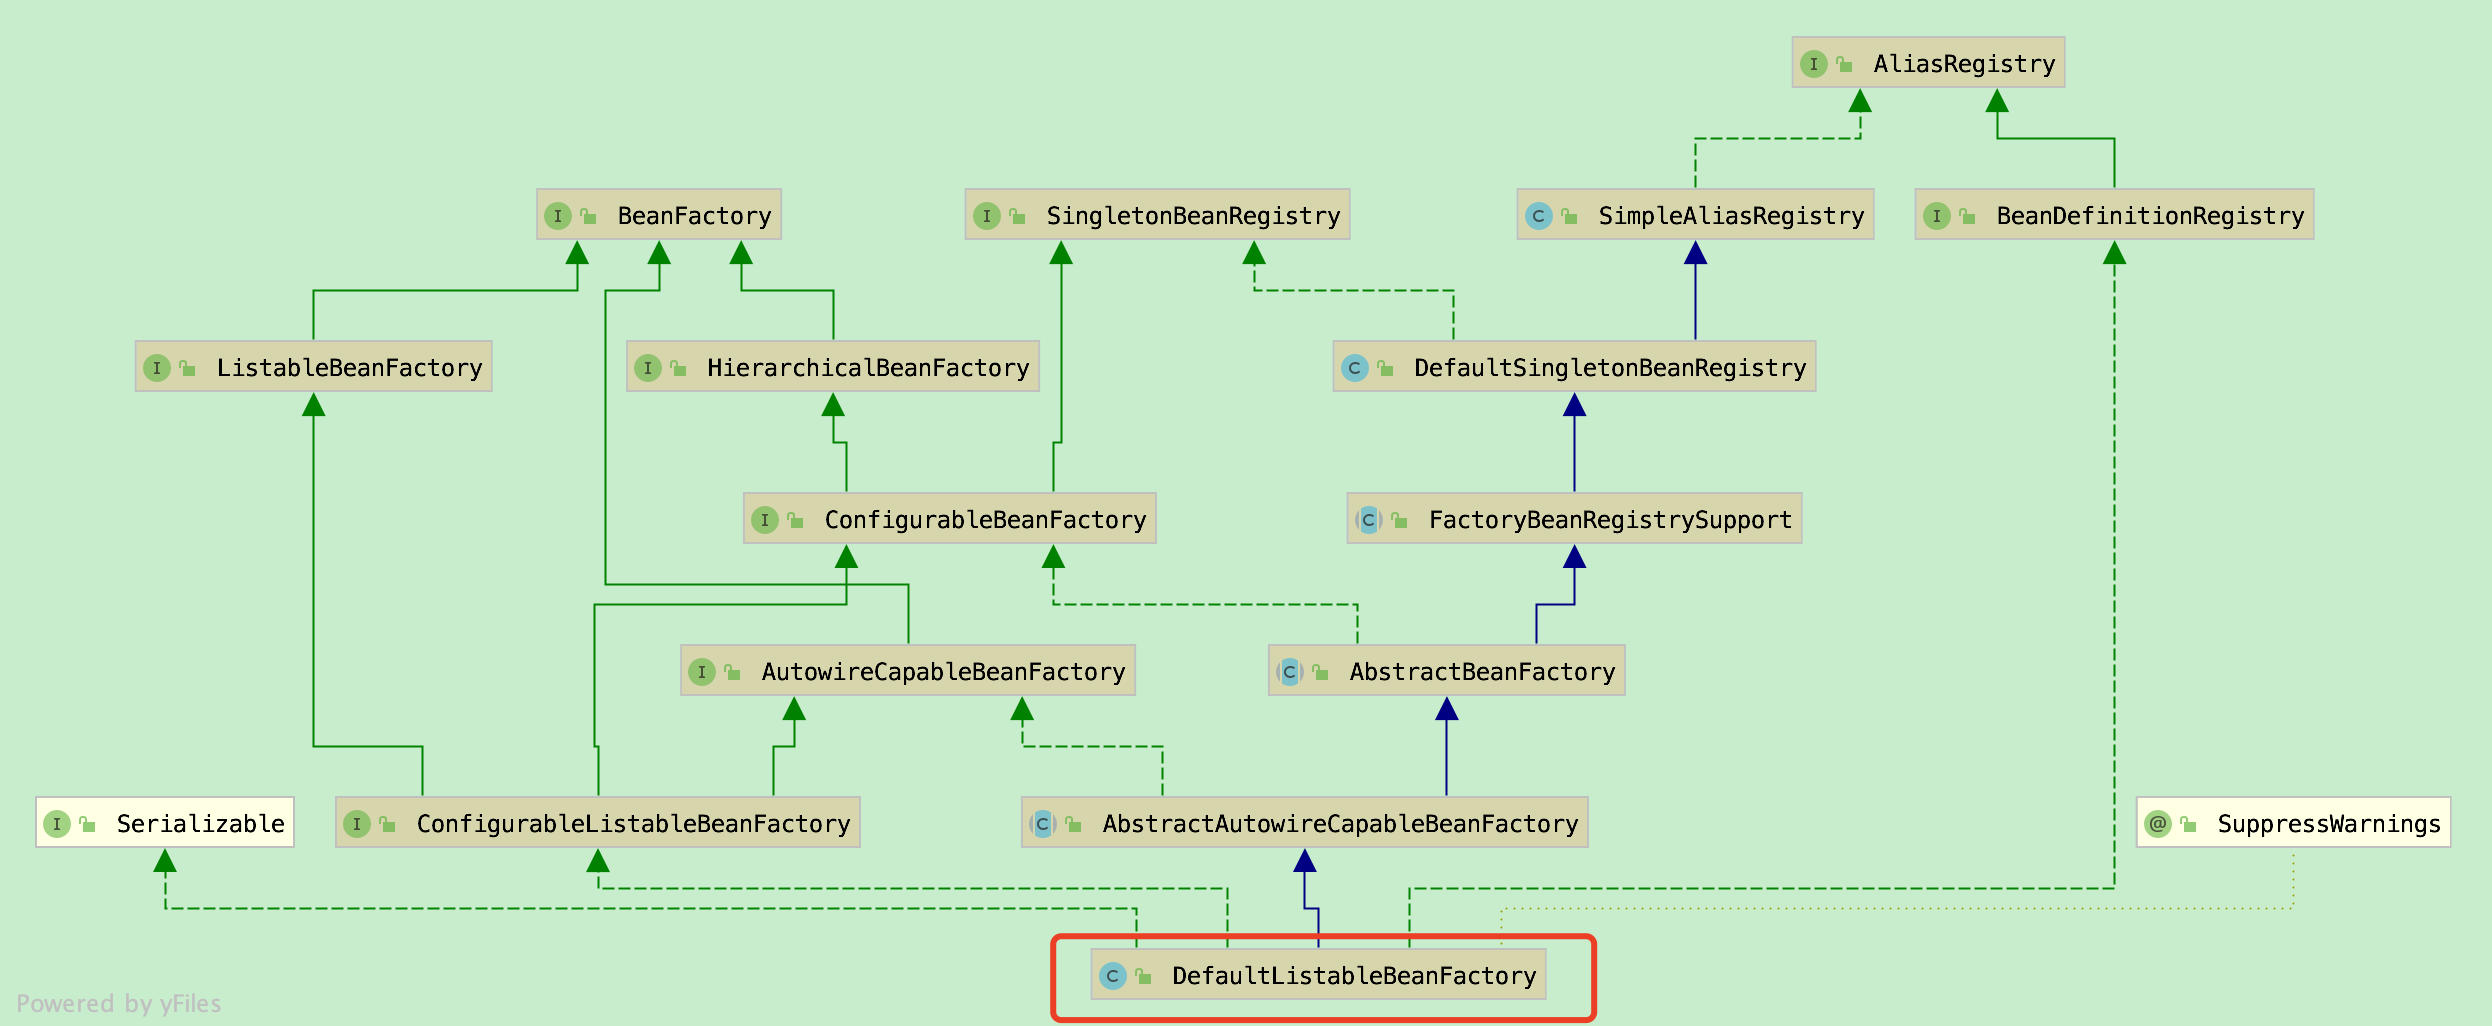 AliasRegistry
BeanFactory
SingletonBeanRegistry
SimpleAliasRegistry
BeanDefinitionRegistry
ListableBeanFactory
HierarchicalBeanFactory
DefaultSingletonBeanRegistry
ConfigurableBeanFactory
FactoryBeanRegistrySupport
AutowireCapableBeanFactory
AbstractBeanFactory
Serializable
ConfigurableListableBeanFactory
AbstractAutowireCapableBeanFactory
SuppressWarnings
DefaultListableBeanFactory
Powered by yFiles